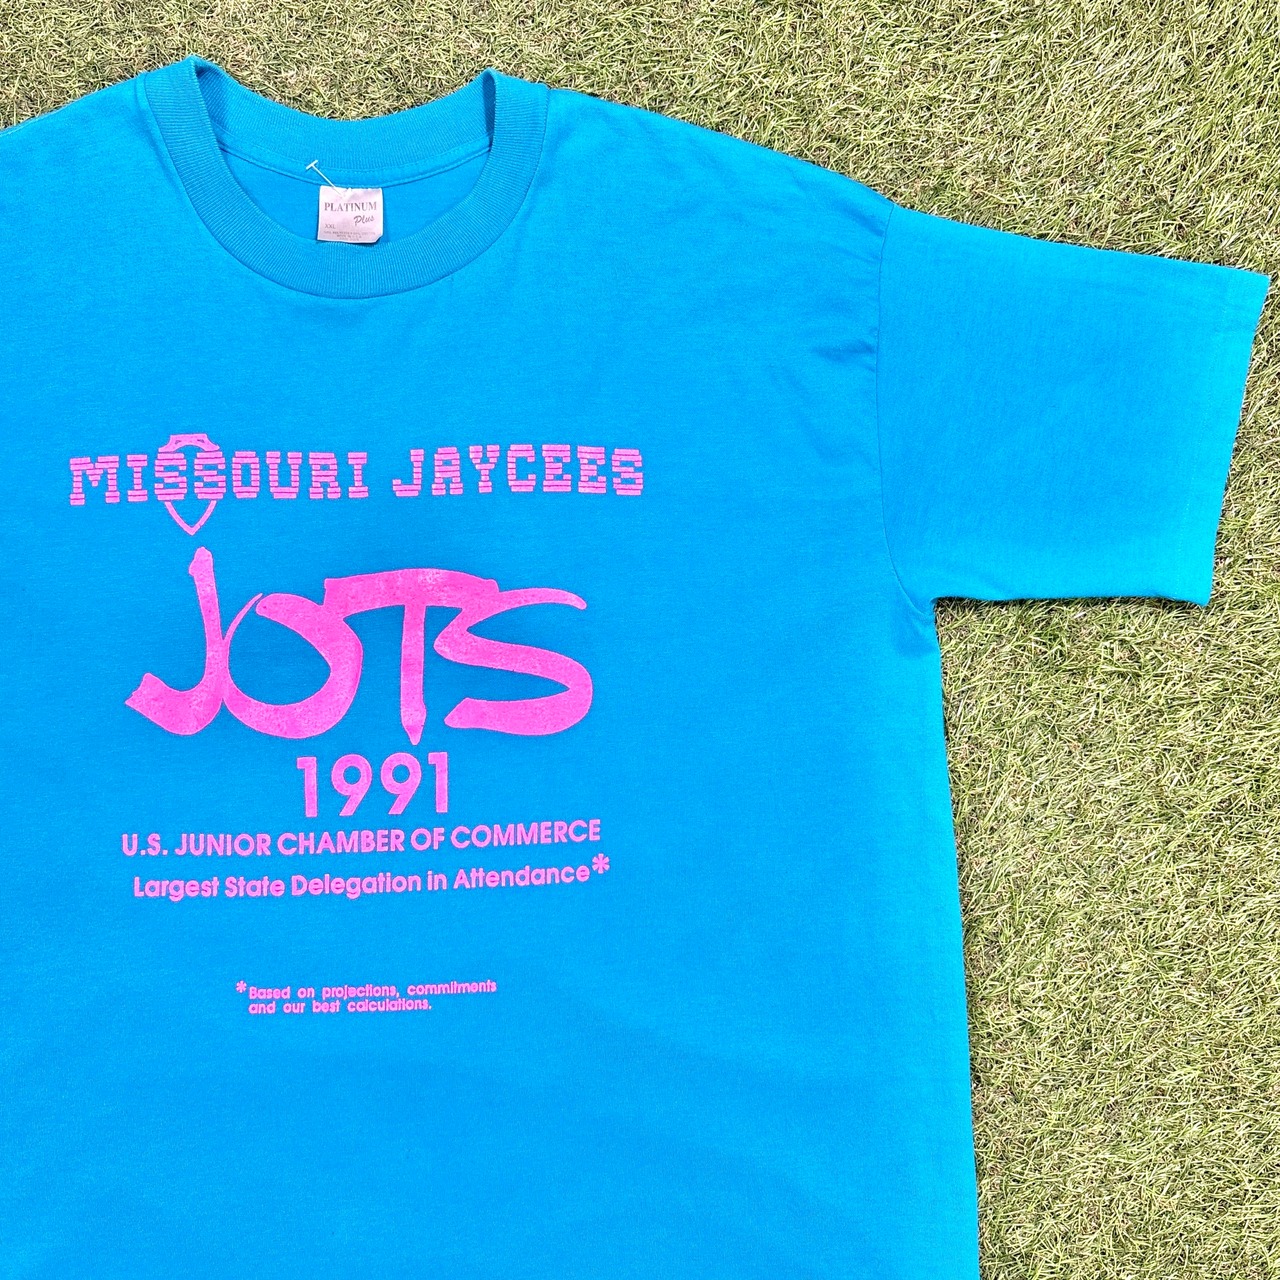 PLATINUM
Plus
XXL
MISSOURI JAYCEES
JOTS
1991
U.S. JUNIOR CHAMBER OF COMMERCE
Largest State Delegation in Attendance*
*Based on projections, commitments
and our best calculations.